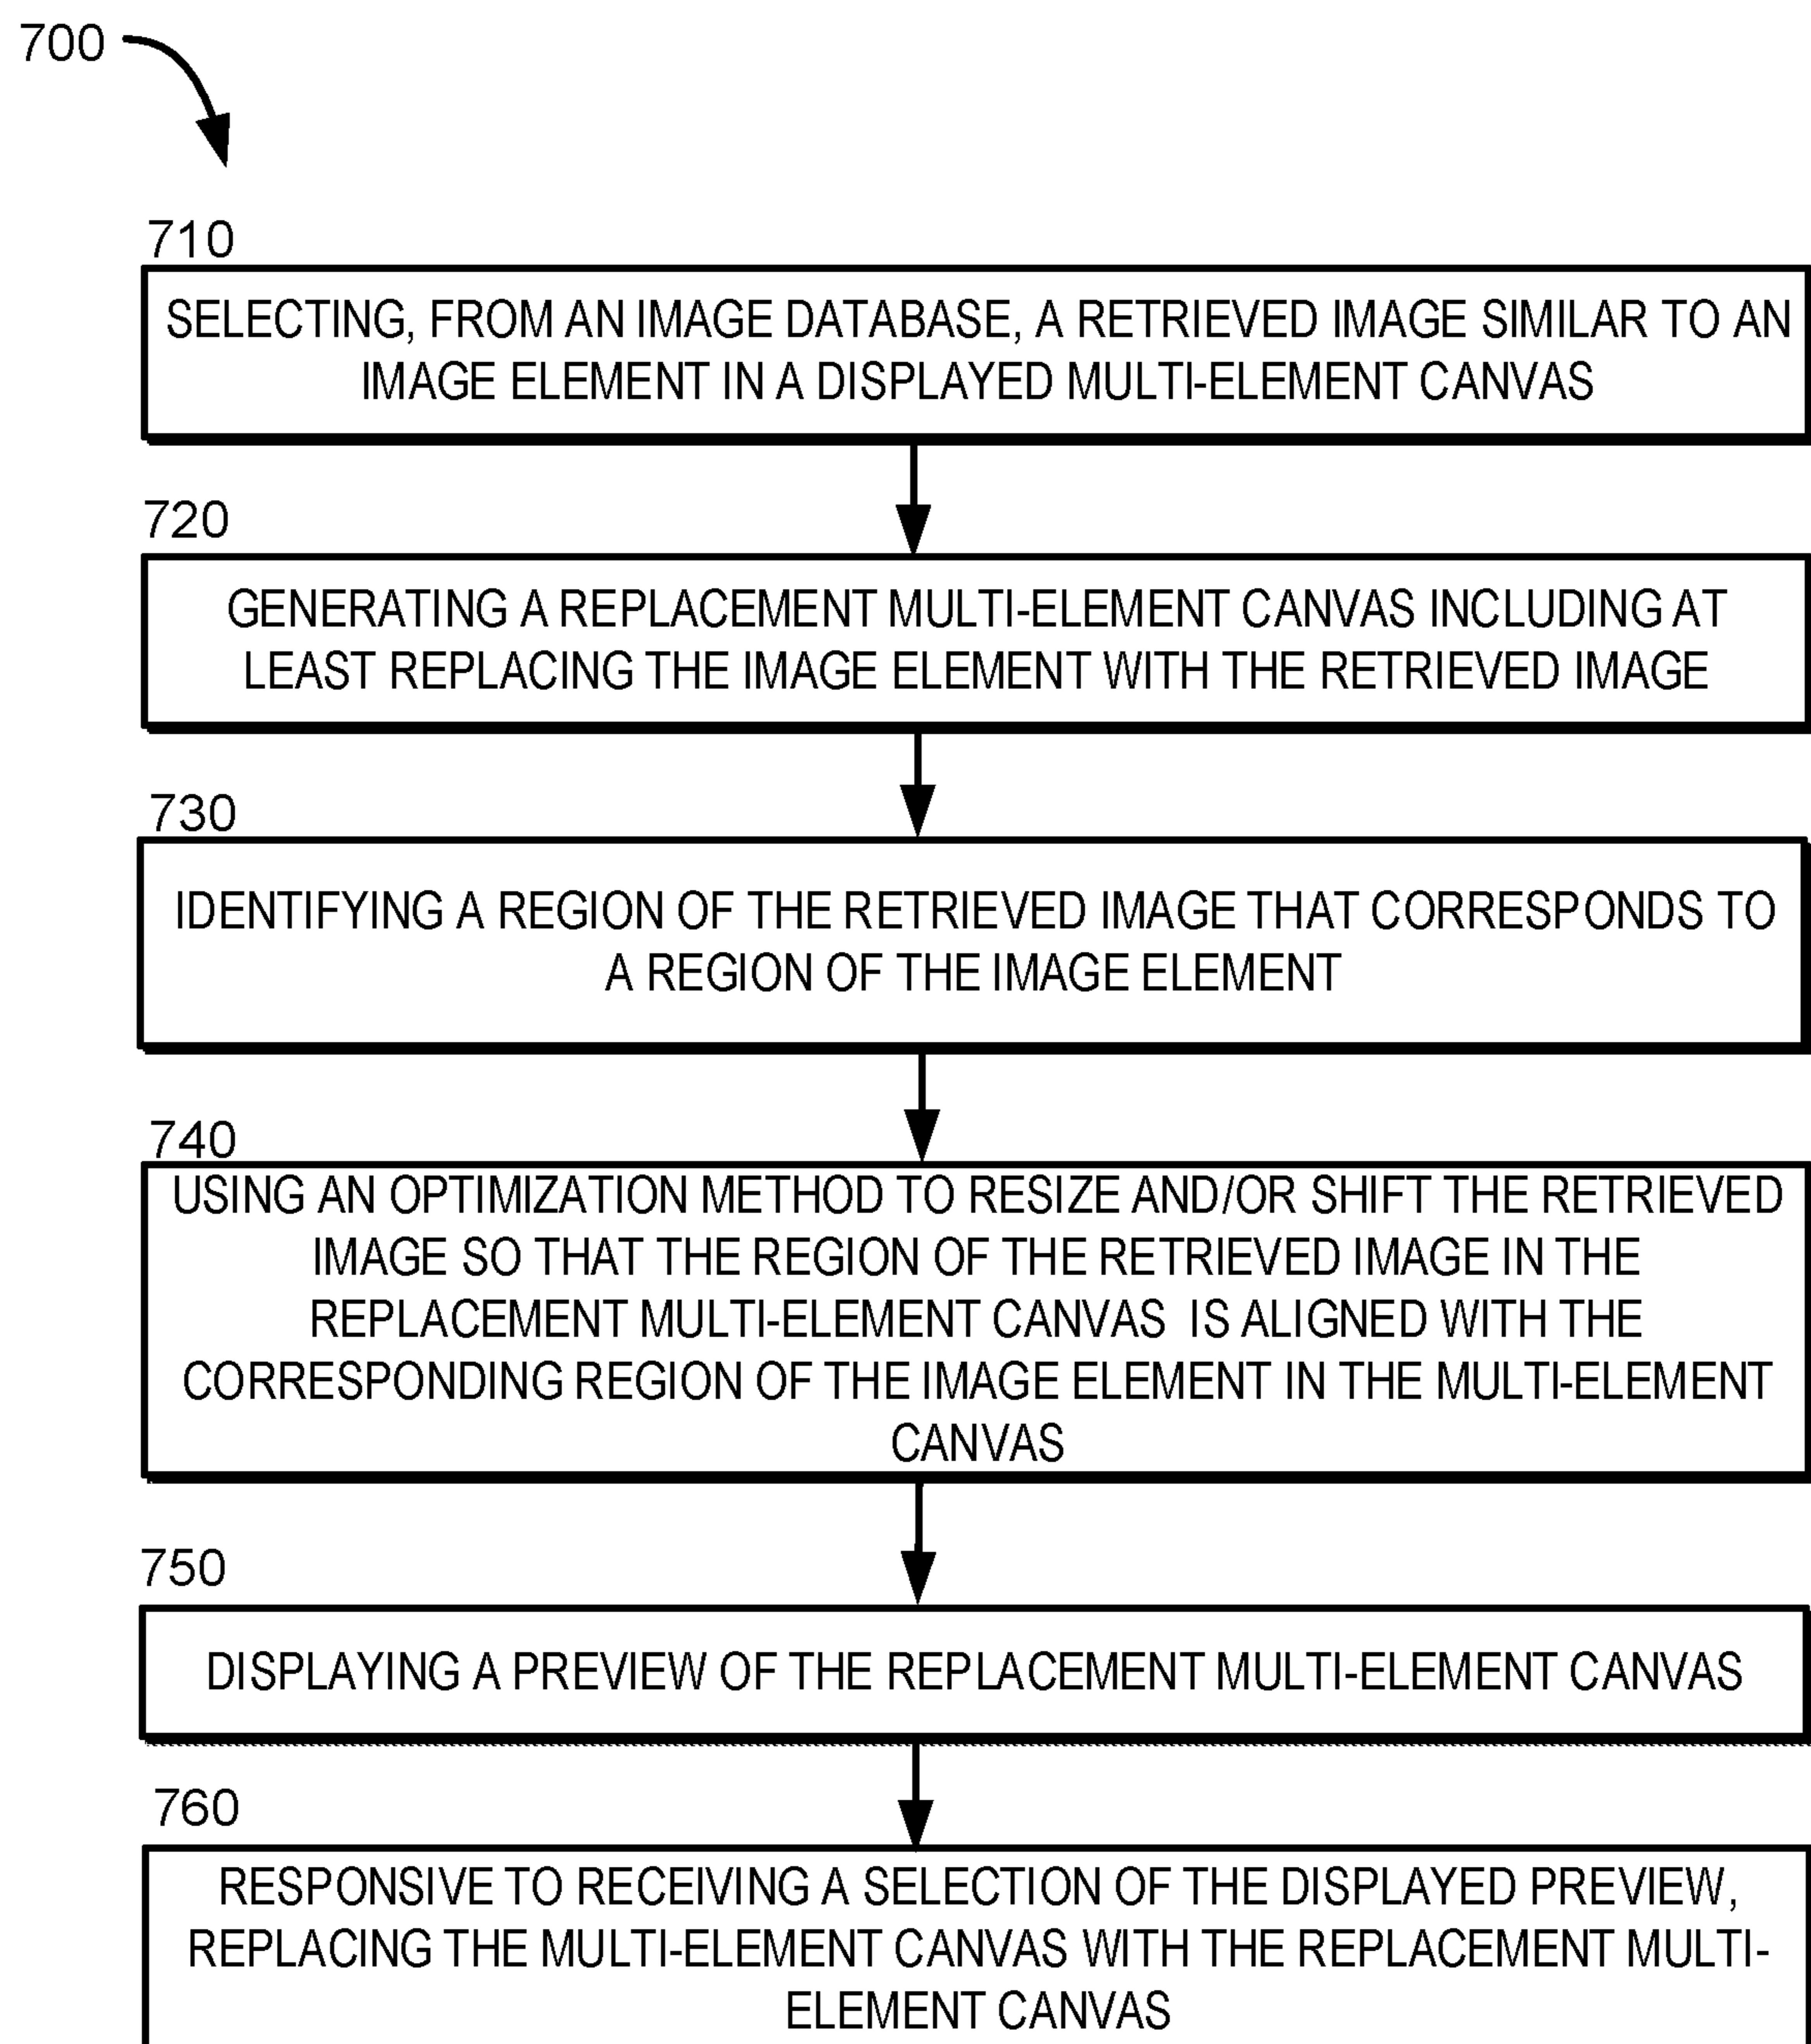 700
710
SELECTING, FROM AN IMAGE DATABASE, A RETRIEVED IMAGE SIMILAR TO AN
IMAGE ELEMENT IN A DISPLAYED MULTI-ELEMENT CANVAS
720
GENERATING A REPLACEMENT MULTI-ELEMENT CANVAS INCLUDING AT
LEAST REPLACING THE IMAGE ELEMENT WITH THE RETRIEVED IMAGE
730
IDENTIFYING A REGION OF THE RETRIEVED IMAGE THAT CORRESPONDS TO
A REGION OF THE IMAGE ELEMENT
740
USING AN OPTIMIZATION METHOD TO RESIZE AND/OR SHIFT THE RETRIEVED
IMAGE SO THAT THE REGION OF THE RETRIEVED IMAGE IN THE
REPLACEMENT MULTI-ELEMENT CANVAS IS ALIGNED WITH THE
CORRESPONDING REGION OF THE IMAGE ELEMENT IN THE MULTI-ELEMENT
CANVAS
750
DISPLAYING A PREVIEW OF THE REPLACEMENT MULTI-ELEMENT CANVAS
760
RESPONSIVE TO RECEIVING A SELECTION OF THE DISPLAYED PREVIEW,
REPLACING THE MULTI-ELEMENT CANVAS WITH THE REPLACEMENT MULTI-
ELEMENT CANVAS